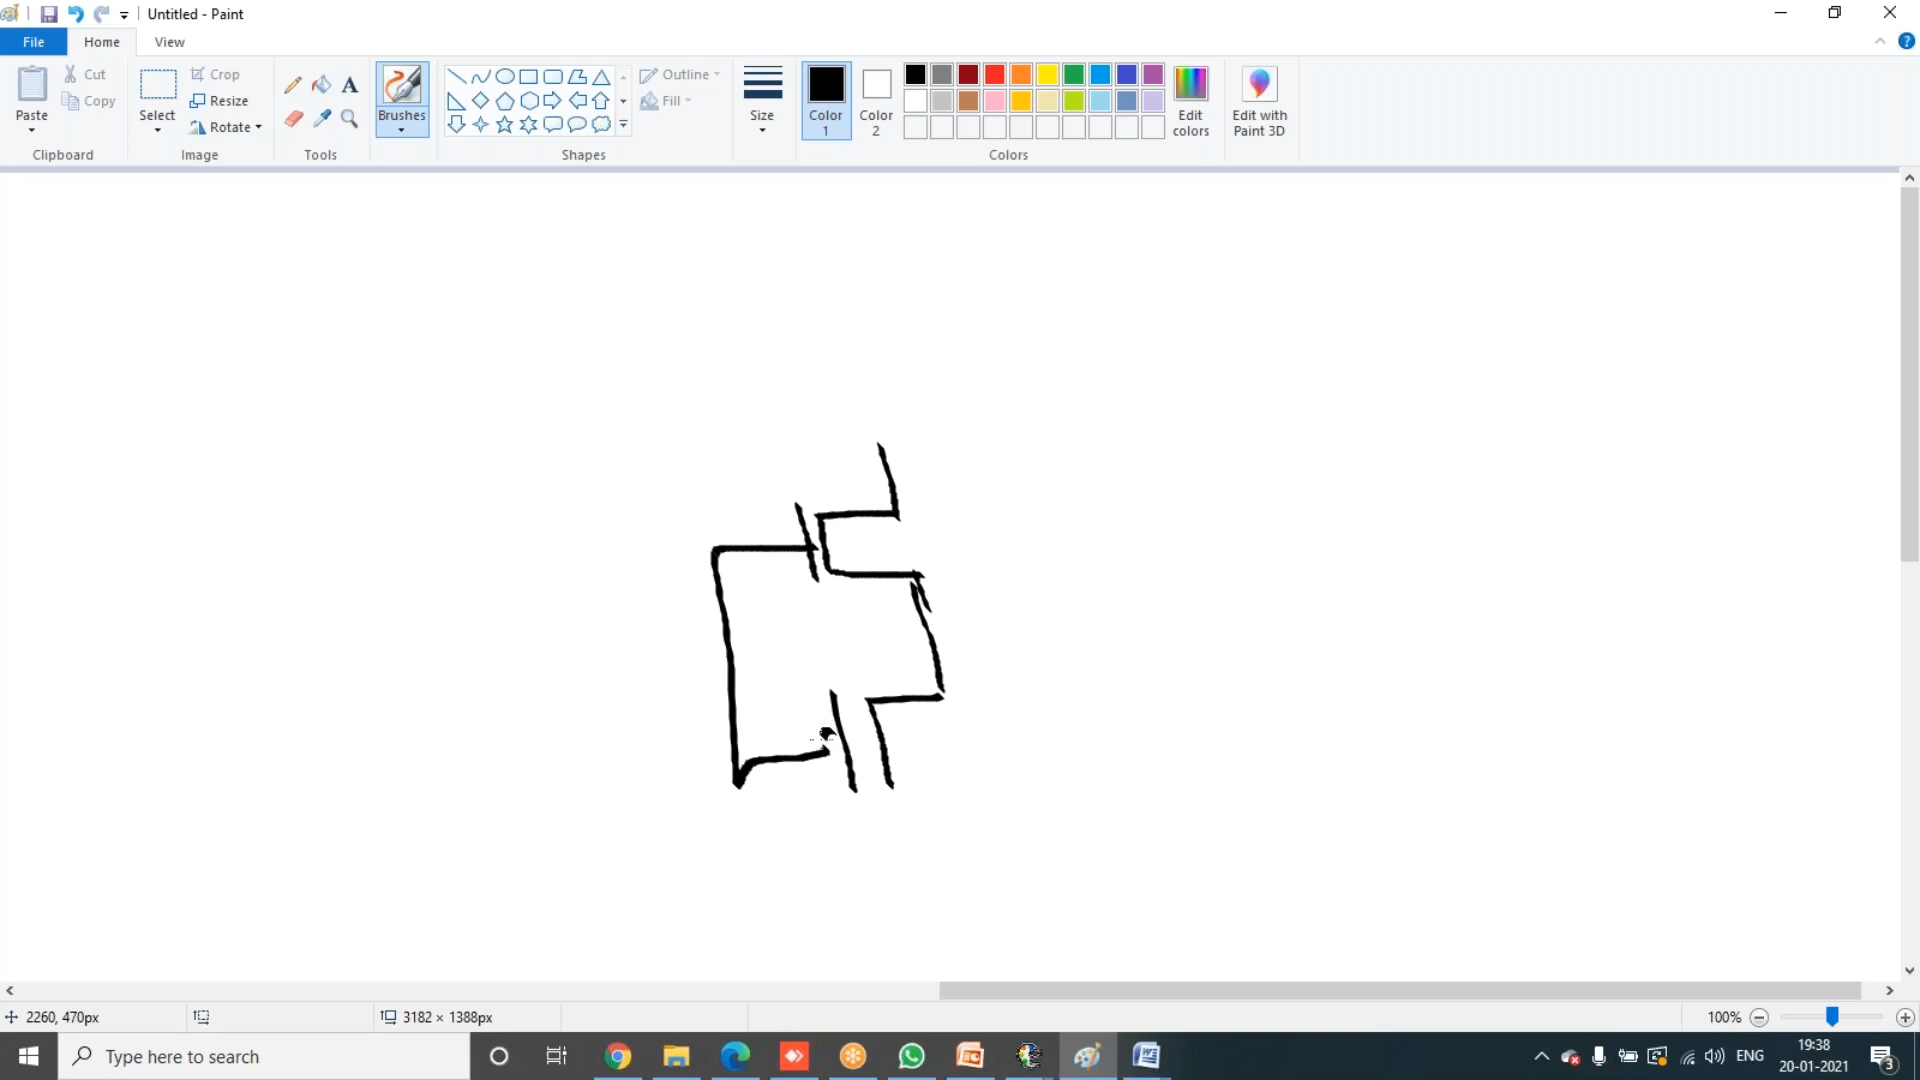 Untitled - Paint
File Home View
Paste
Cut
Copy
Clipboard
Select
Crop
Resize
Rotate
Image
A
Tools
Brushes
Shapes
Outline
Fill
Size
Color 1
Color 2
Colors
Edit colors
Edit with Paint 3D
2260, 470px
3182 × 1388px
100%
Type here to search
ENG
19:38
20-01-2021
3